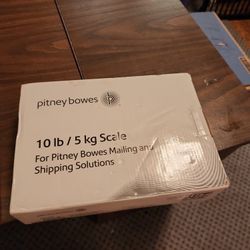 pitney bowes
10 lb / 5 kg Scale
For Pitney Bowes Mailing and
Shipping Solutions